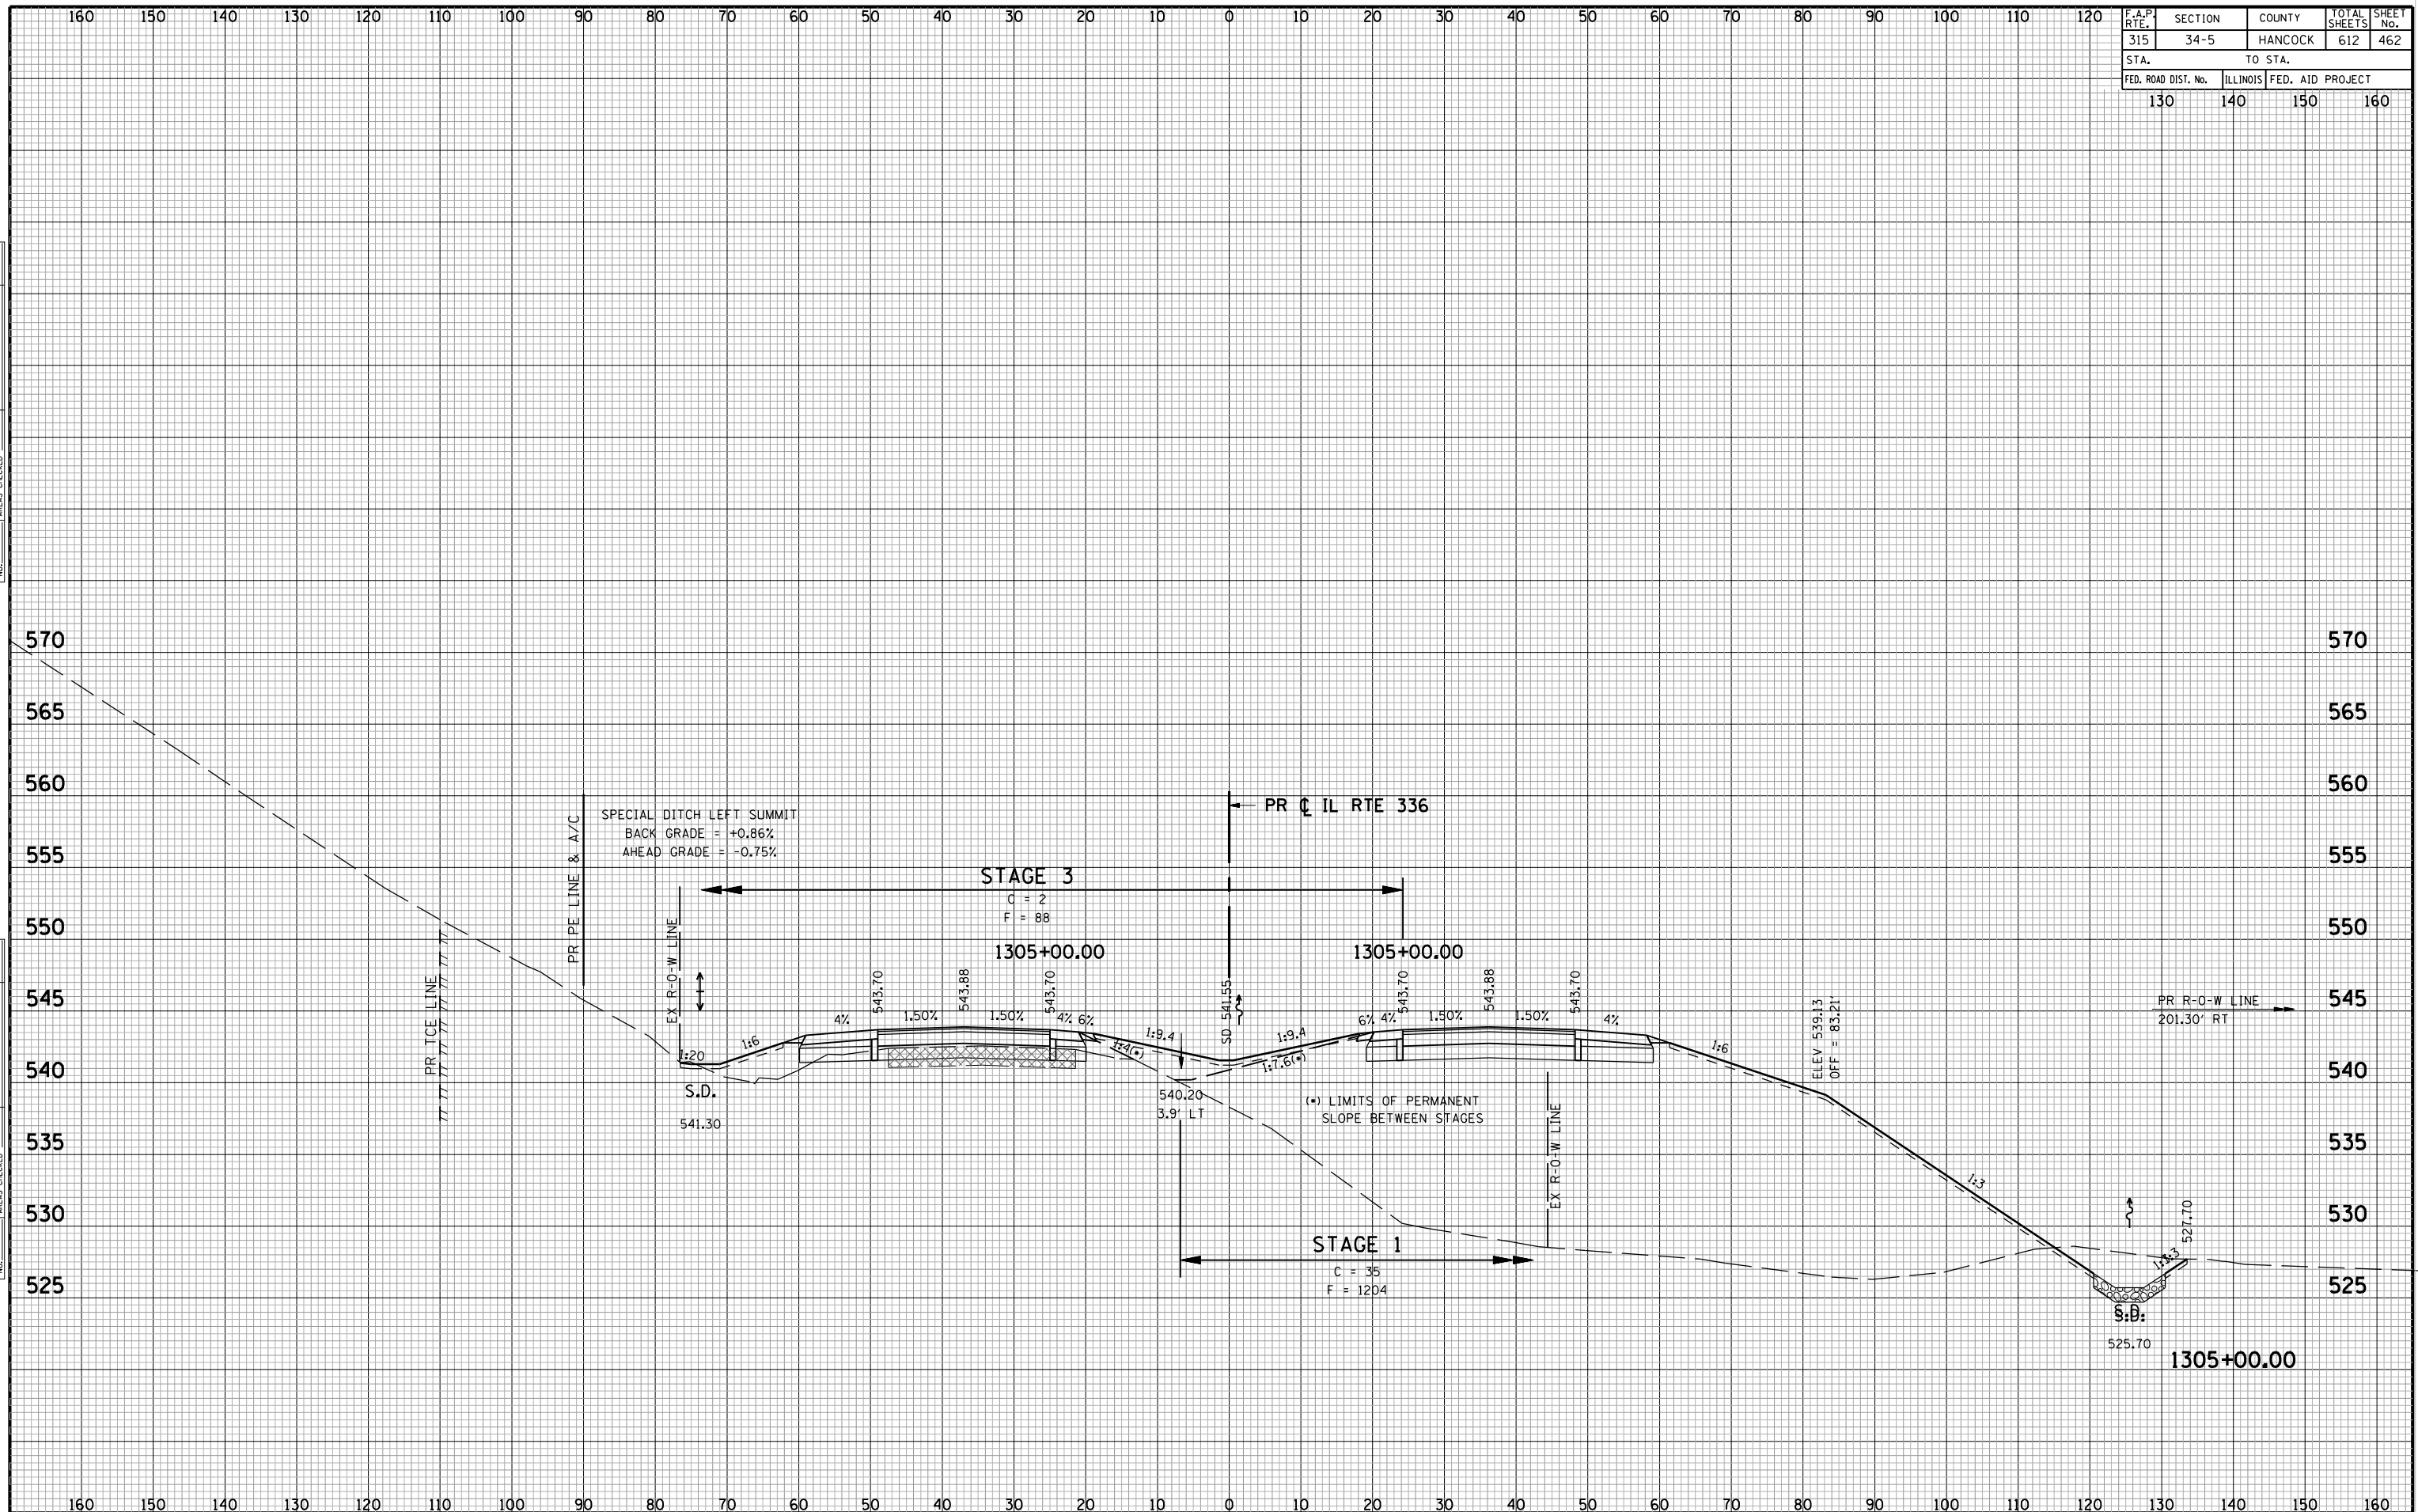 160 150 140 130 120 110 100 90 80 70 60 50 40 30 20 10 0 10 20 30 40 50 60 70 80 90 100 110 120
F.A.P. RTE. SECTION COUNTY TOTAL SHEETS SHEET No.
315 34-5 HANCOCK 612 462
STA. TO STA.
FED. ROAD DIST. No. ILLINOIS FED. AID PROJECT
130 140 150 160
570 570
565 565
560 560
PR ℄ IL RTE 336
SPECIAL DITCH LEFT SUMMIT
BACK GRADE = +0.86%
AHEAD GRADE = -0.75%
PR PE LINE & A/C
555 555
STAGE 3
C = 2
F = 88
550 550
EX R-O-W LINE
1305+00.00 1305+00.00
543.70 543.88 543.70 SD 541.55 543.70 543.88 543.70
545 545
PR R-O-W LINE
201.30' RT
PR TCE LINE
4% 1.50% 1.50% 4% 6% 1:9.4 1:9.4 6% 4% 1.50% 1.50% 4%
1:20 1:6 1:4(•) 1:7.6(•) 1:6
ELEV 539.13
OFF = 83.21'
540 540
S.D.
541.30
540.20
3.9' LT
(•) LIMITS OF PERMANENT
SLOPE BETWEEN STAGES
EX R-O-W LINE
535 535
1:3
530 530
527.70
STAGE 1
C = 35
F = 1204
1:3
525 525
S.D.
525.70
1305+00.00
160 150 140 130 120 110 100 90 80 70 60 50 40 30 20 10 0 10 20 30 40 50 60 70 80 90 100 110 120 130 140 150 160